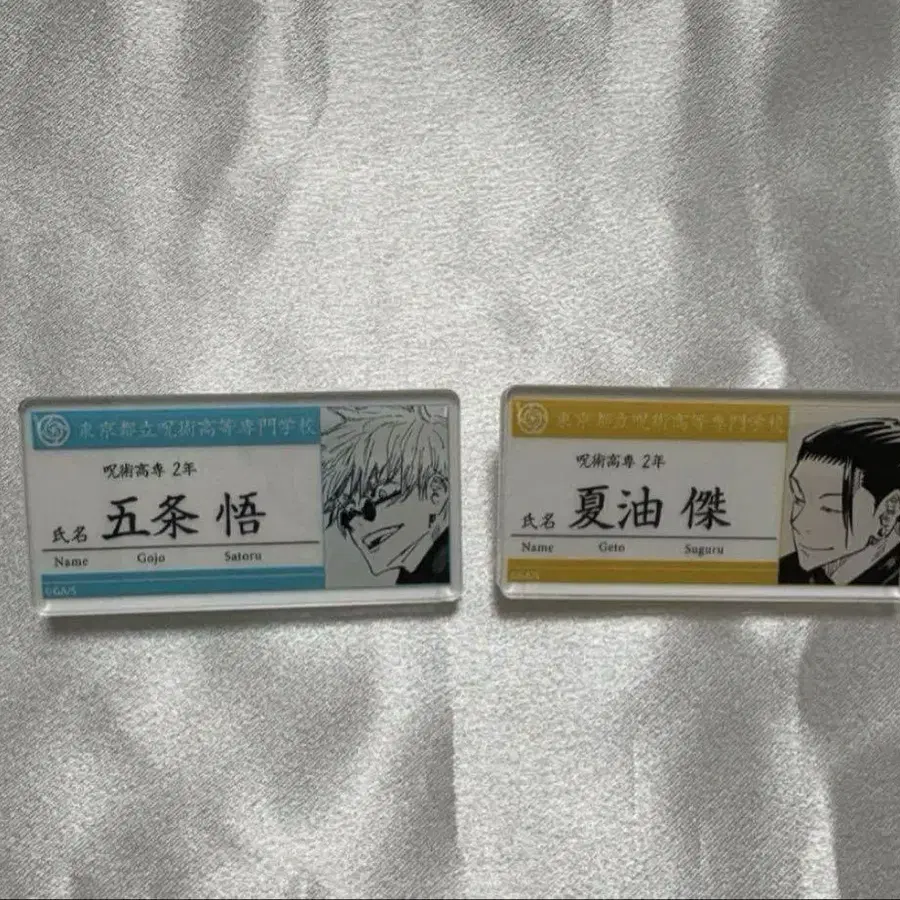 東京都立呪術高等専門学校
呪術高専 2年
氏名 五条 悟
Name Gojo Satoru
©GA/S
東京都立呪術高等専門学校
呪術高専 2年
氏名 夏油 傑
Name Geto Suguru
©GA/S